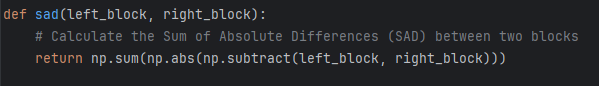 def sad(left_block, right_block):
    # Calculate the Sum of Absolute Differences (SAD) between two blocks
    return np.sum(np.abs(np.subtract(left_block, right_block)))